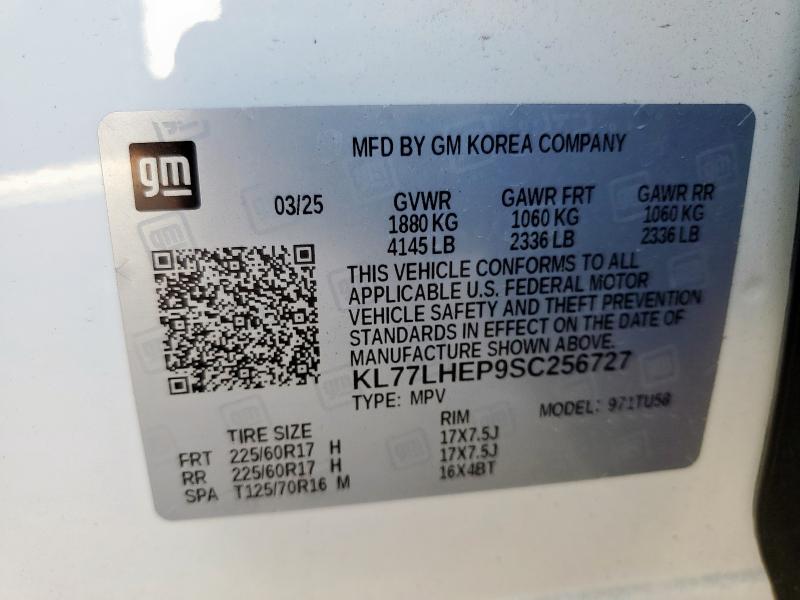 gm
MFD BY GM KOREA COMPANY
03/25 GVWR GAWR FRT GAWR RR
1880 KG 1060 KG 1060 KG
4145 LB 2336 LB 2336 LB
THIS VEHICLE CONFORMS TO ALL
APPLICABLE U.S. FEDERAL MOTOR
VEHICLE SAFETY AND THEFT PREVENTION
STANDARDS IN EFFECT ON THE DATE OF
MANUFACTURE SHOWN ABOVE.
KL77LHEP9SC256727
TYPE: MPV MODEL: 971TU58
TIRE SIZE RIM
FRT 225/60R17 H 17X7.5J
RR 225/60R17 H 17X7.5J
SPA T125/70R16 M 16X4BT